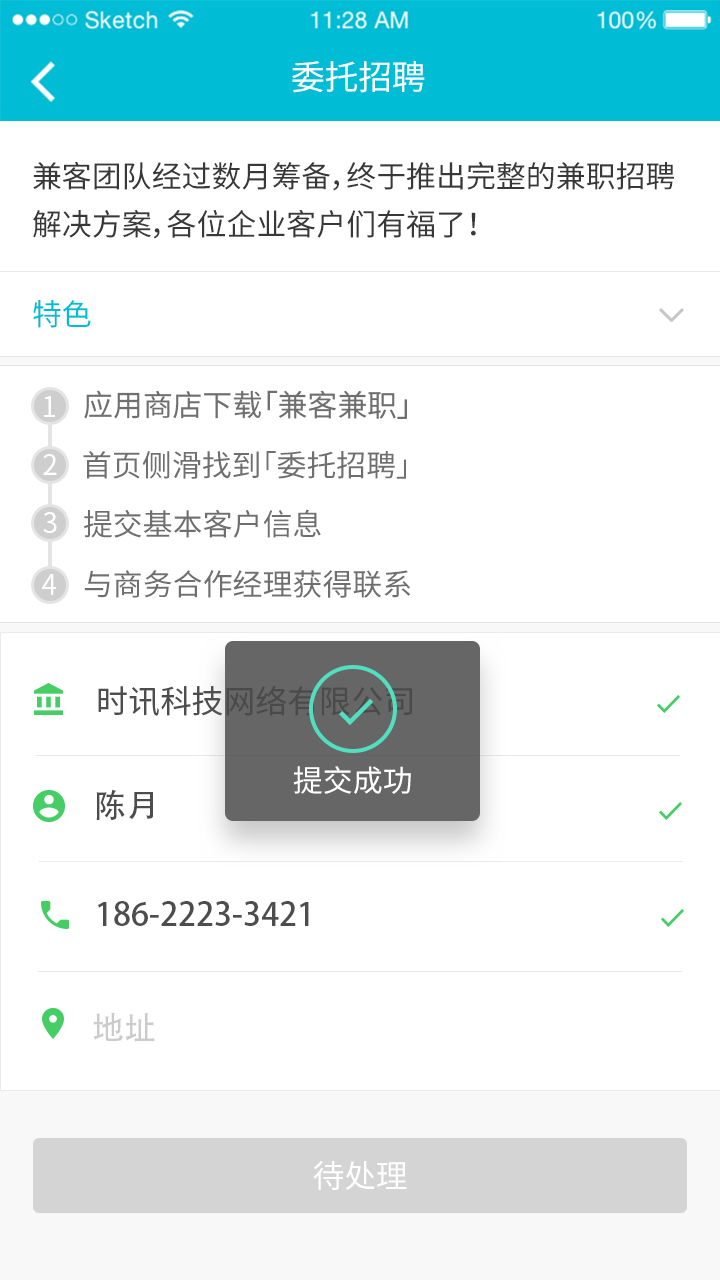 Sketch 11:28 AM 100%
委托招聘
兼客团队经过数月筹备，终于推出完整的兼职招聘
解决方案，各位企业客户们有福了！
特色
1 应用商店下载「兼客兼职」
2 首页侧滑找到「委托招聘」
3 提交基本客户信息
4 与商务合作经理获得联系
时讯科技网络有限公司
提交成功
陈月
186-2223-3421
地址
待处理